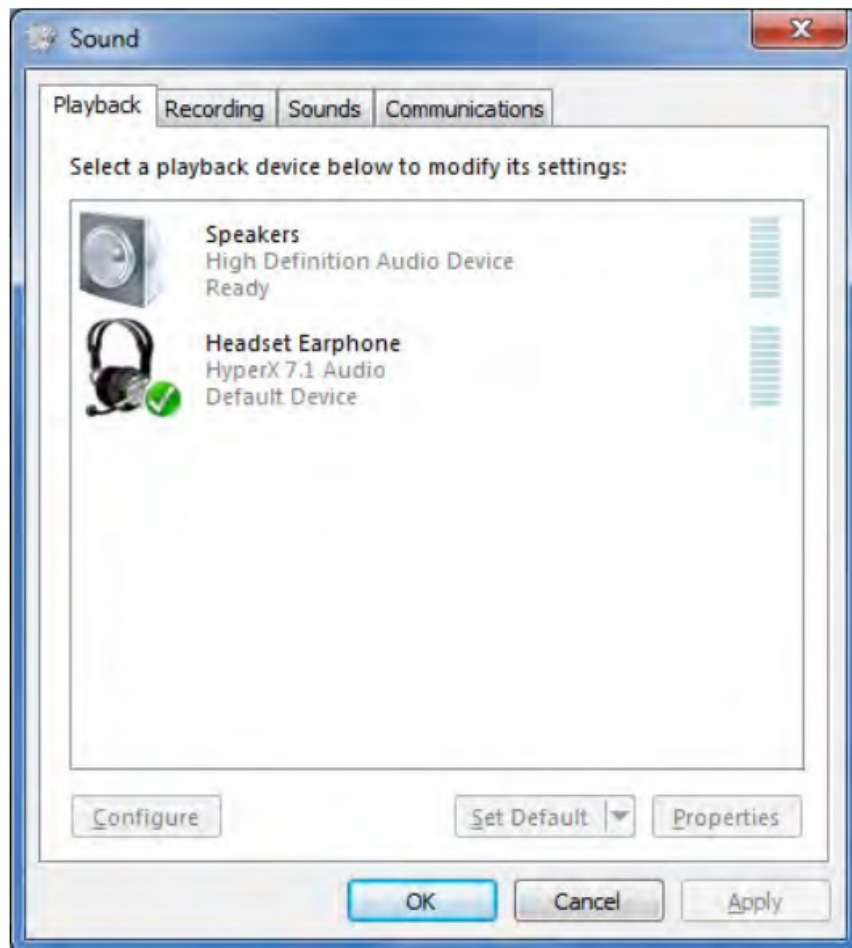 Sound
Playback Recording Sounds Communications
Select a playback device below to modify its settings:
Speakers
High Definition Audio Device
Ready
Headset Earphone
HyperX 7.1 Audio
Default Device
Configure Set Default Properties
OK Cancel Apply